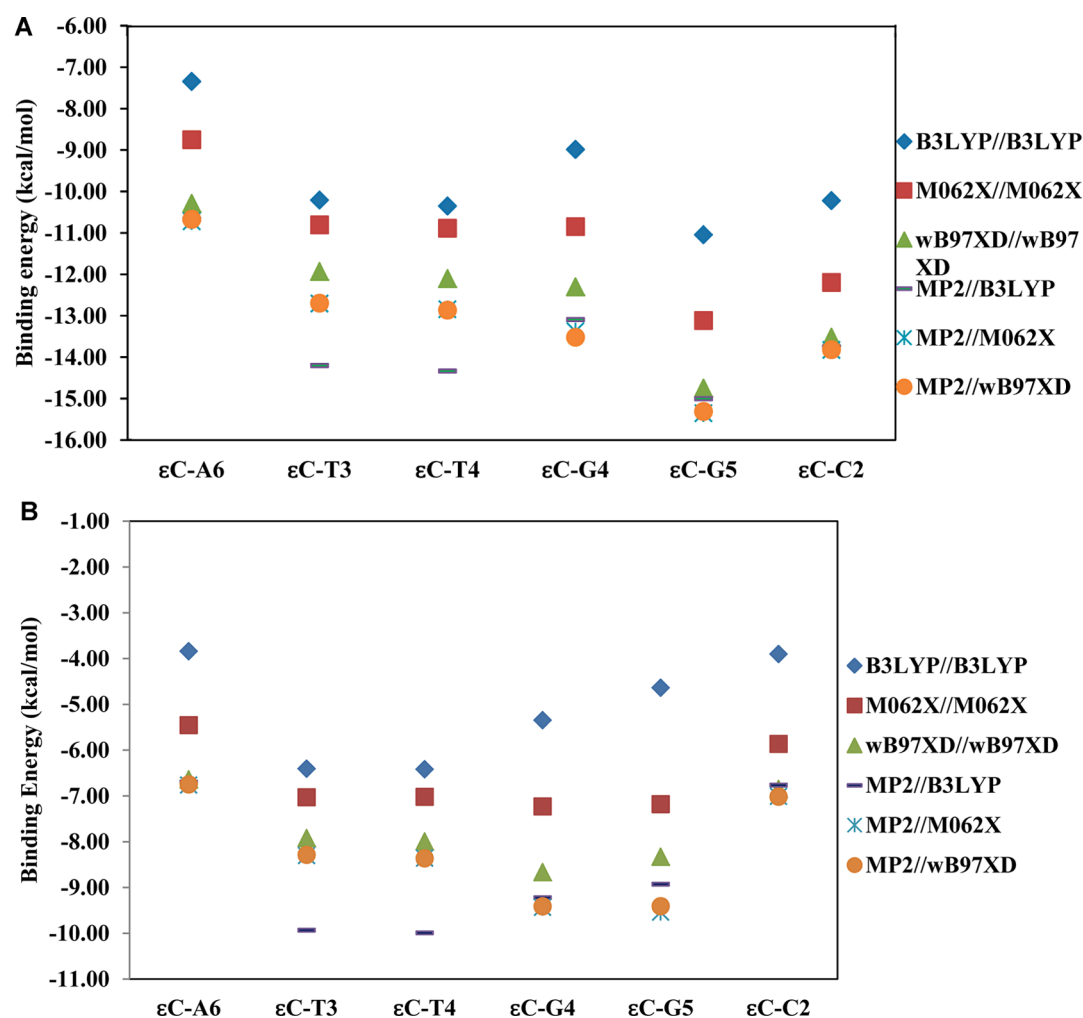 A
Binding energy (kcal/mol)
-6.00
-7.00
-8.00
-9.00
-10.00
-11.00
-12.00
-13.00
-14.00
-15.00
-16.00
εC-A6 εC-T3 εC-T4 εC-G4 εC-G5 εC-C2
B3LYP//B3LYP
M062X//M062X
wB97XD//wB97
XD
MP2//B3LYP
MP2//M062X
MP2//wB97XD
B
Binding Energy (kcal/mol)
-1.00
-2.00
-3.00
-4.00
-5.00
-6.00
-7.00
-8.00
-9.00
-10.00
-11.00
εC-A6 εC-T3 εC-T4 εC-G4 εC-G5 εC-C2
B3LYP//B3LYP
M062X//M062X
wB97XD//wB97XD
MP2//B3LYP
MP2//M062X
MP2//wB97XD